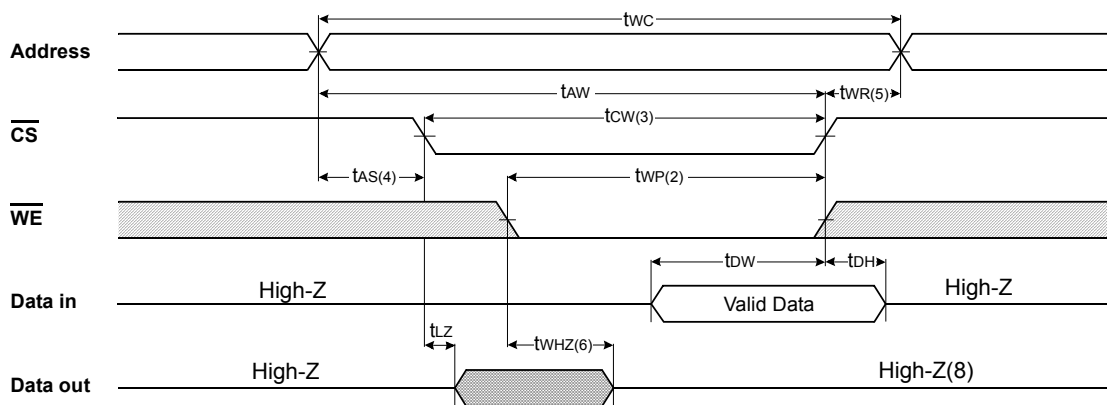 tWC
Address
tAW
tWR(5)
tCW(3)
CS
tAS(4)
tWP(2)
WE
tDW
tDH
High-Z
High-Z
Data in
Valid Data
tLZ
tWHZ(6)
High-Z
High-Z(8)
Data out